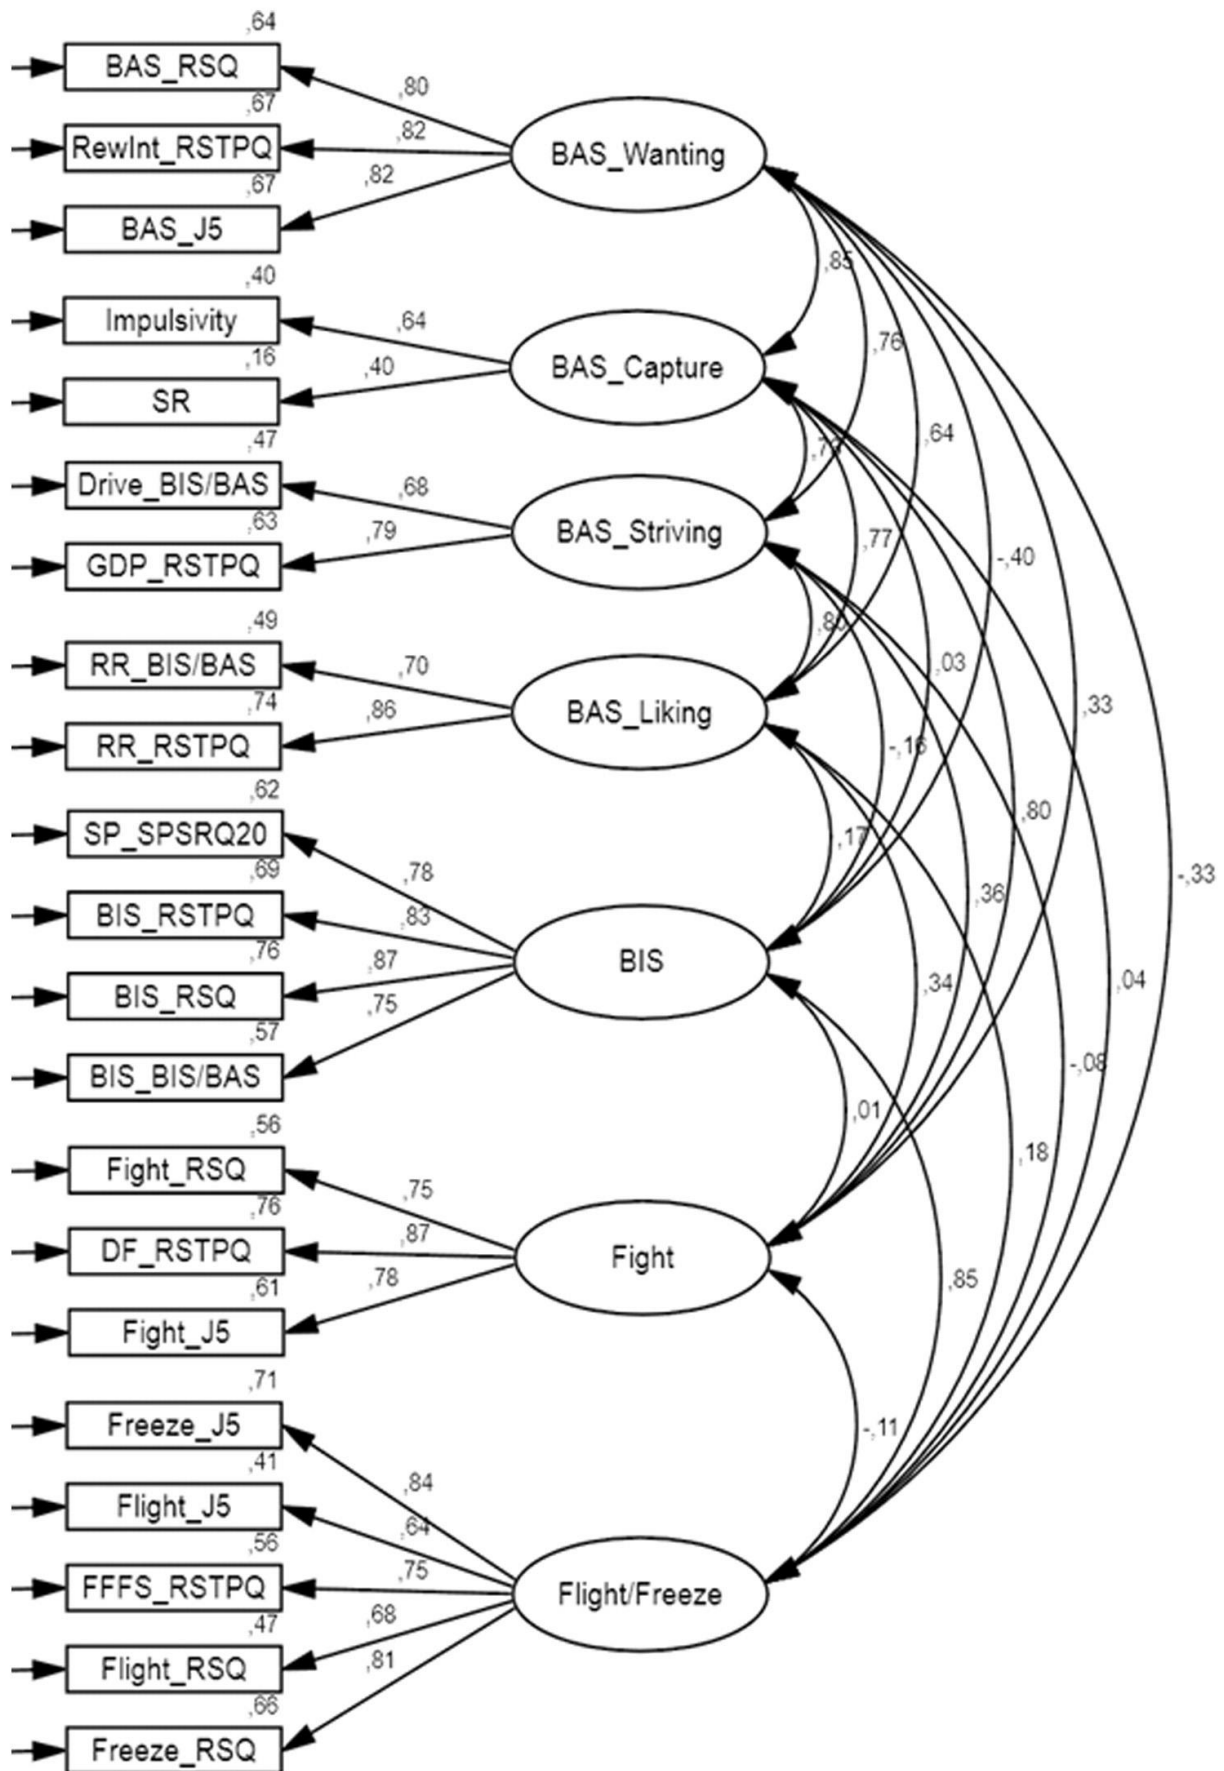 ,64
BAS_RSQ
,80
,67
RewInt_RSTPQ
,82
BAS_Wanting
,67
,82
BAS_J5
,85
,40
Impulsivity
,64
,76
,16
,40
BAS_Capture
SR
,47
,64
Drive_BIS/BAS
,68
,63
,79
BAS_Striving
,77
-,40
GDP_RSTPQ
,49
RR_BIS/BAS
,70
,03
,74
,86
BAS_Liking
,33
RR_RSTPQ
-,16
,62
SP_SPSRQ20
,80
,17
,69
,78
-,33
BIS_RSTPQ
,83
,36
,76
,87
BIS
BIS_RSQ
,34
,04
,57
,75
BIS_BIS/BAS
-,08
,01
,56
Fight_RSQ
,75
,18
,76
,87
DF_RSTPQ
Fight
,61
,78
,85
Fight_J5
,71
Freeze_J5
-,11
,41
,84
Flight_J5
,64
,56
,75
FFFS_RSTPQ
Flight/Freeze
,47
,68
Flight_RSQ
,81
,66
Freeze_RSQ